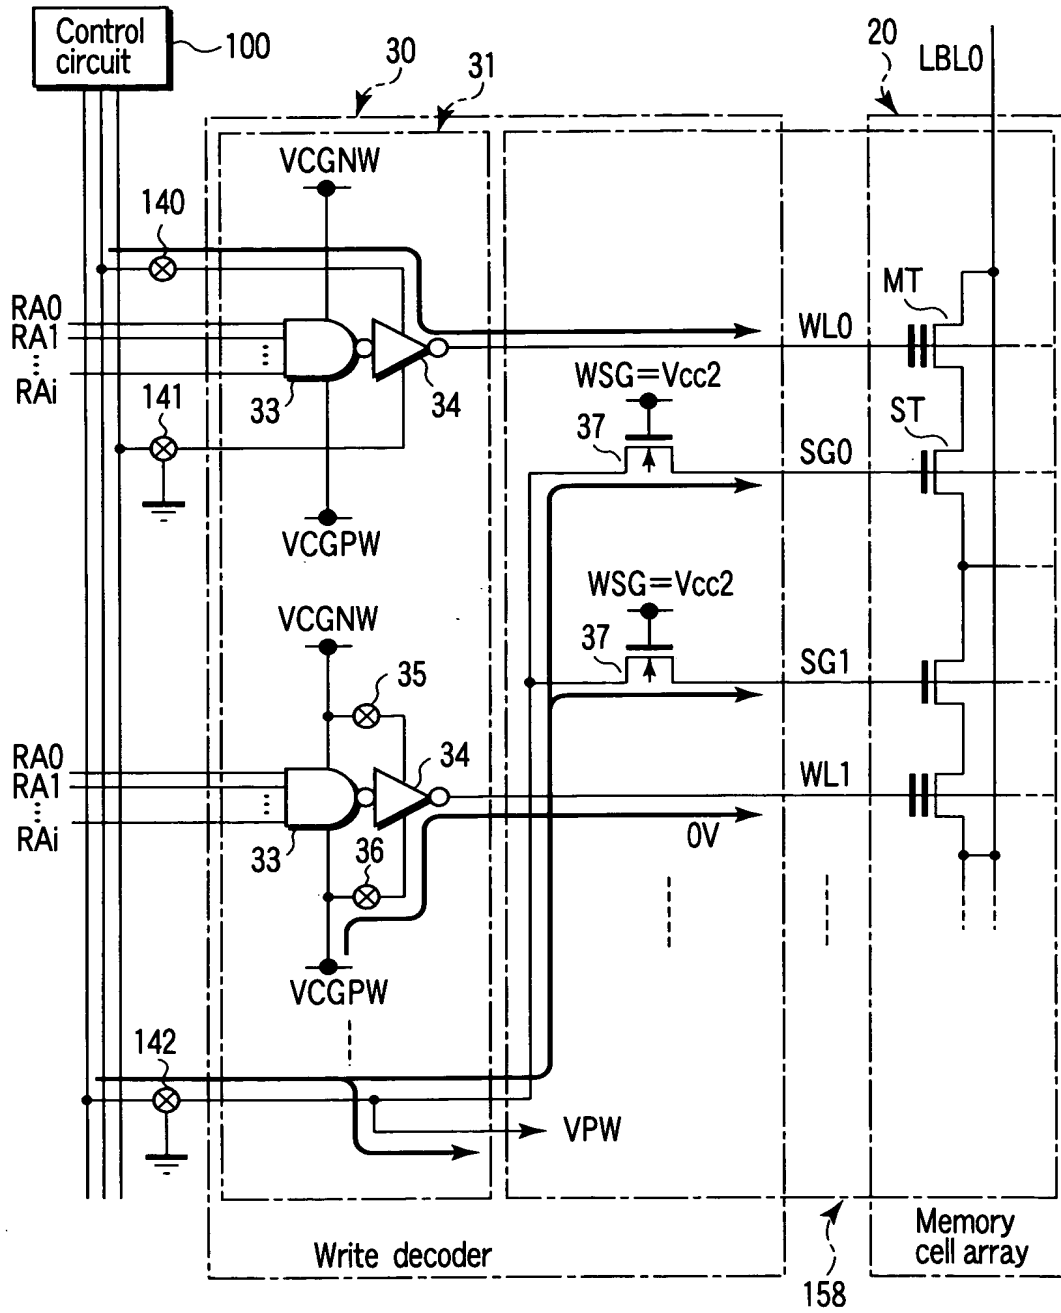 Control
circuit
100
30
31
20
LBL0
VCGNW
140
MT
RA0
RA1
RAi
WL0
33
34
WSG=Vcc2
141
37
ST
SG0
VCGPW
WSG=Vcc2
VCGNW
37
SG1
35
RA0
RA1
RAi
34
WL1
33
36
0V
VCGPW
142
VPW
Write decoder
Memory
cell array
158